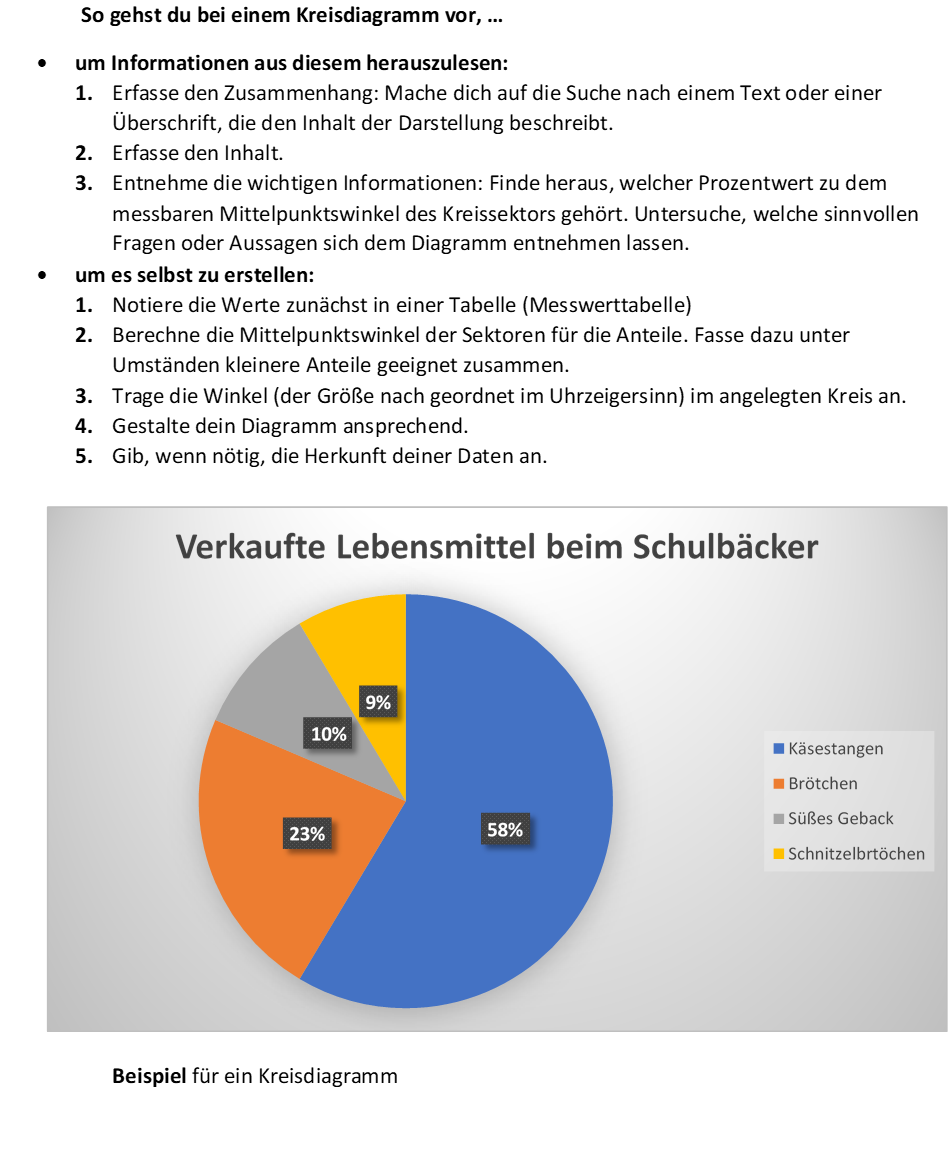 So gehst du bei einem Kreisdiagramm vor, …
• um Informationen aus diesem herauszulesen:
1. Erfasse den Zusammenhang: Mache dich auf die Suche nach einem Text oder einer
Überschrift, die den Inhalt der Darstellung beschreibt.
2. Erfasse den Inhalt.
3. Entnehme die wichtigen Informationen: Finde heraus, welcher Prozentwert zu dem
messbaren Mittelpunktswinkel des Kreissektors gehört. Untersuche, welche sinnvollen
Fragen oder Aussagen sich dem Diagramm entnehmen lassen.
• um es selbst zu erstellen:
1. Notiere die Werte zunächst in einer Tabelle (Messwerttabelle)
2. Berechne die Mittelpunktswinkel der Sektoren für die Anteile. Fasse dazu unter
Umständen kleinere Anteile geeignet zusammen.
3. Trage die Winkel (der Größe nach geordnet im Uhrzeigersinn) im angelegten Kreis an.
4. Gestalte dein Diagramm ansprechend.
5. Gib, wenn nötig, die Herkunft deiner Daten an.
Verkaufte Lebensmittel beim Schulbäcker
9%
10%
23%
58%
Käsestangen
Brötchen
Süßes Geback
Schnitzelbrtöchen
Beispiel für ein Kreisdiagramm